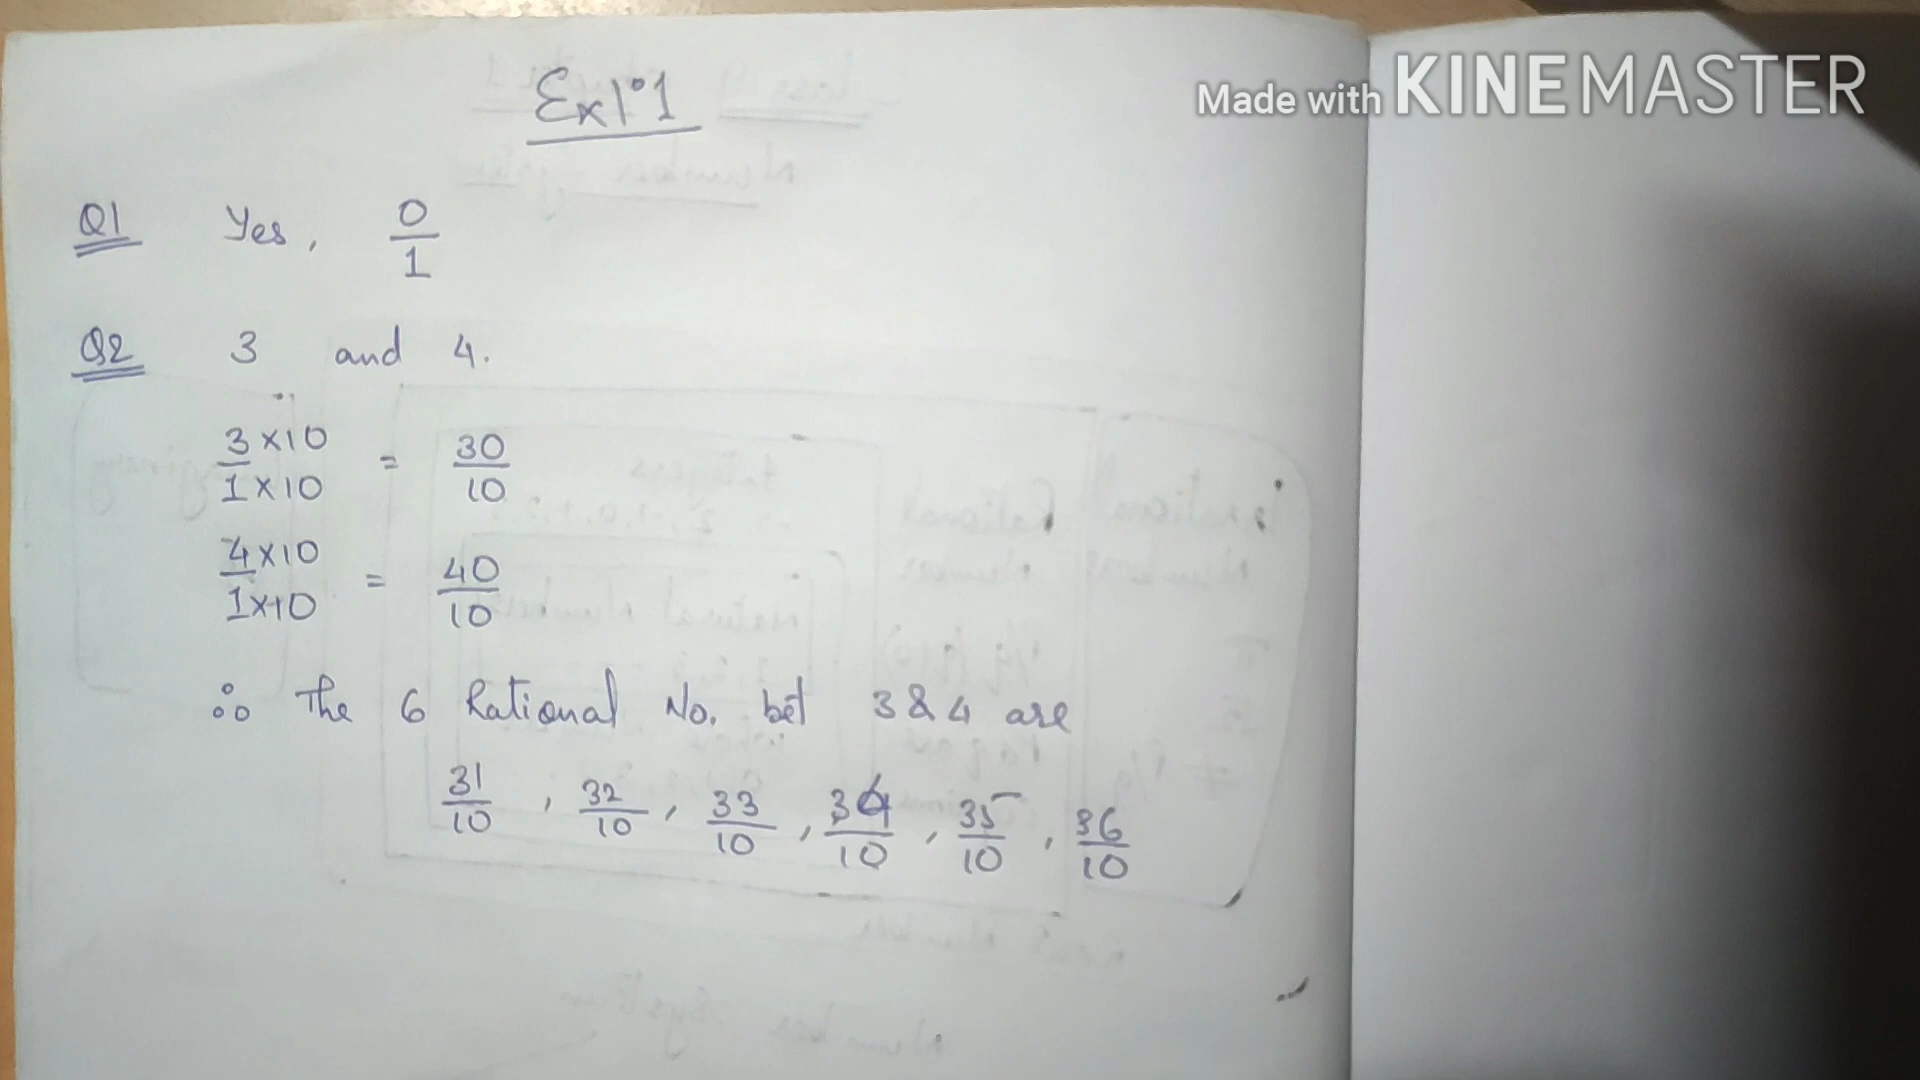 Ex 1.1
Made with KINEMASTER
Q1 Yes, 0/1
Q2 3 and 4.
3×10/1×10 = 30/10
4×10/1×10 = 40/10
∴ The 6 Rational No. bet 3 & 4 are
31/10, 32/10, 33/10, 34/10, 35/10, 36/10